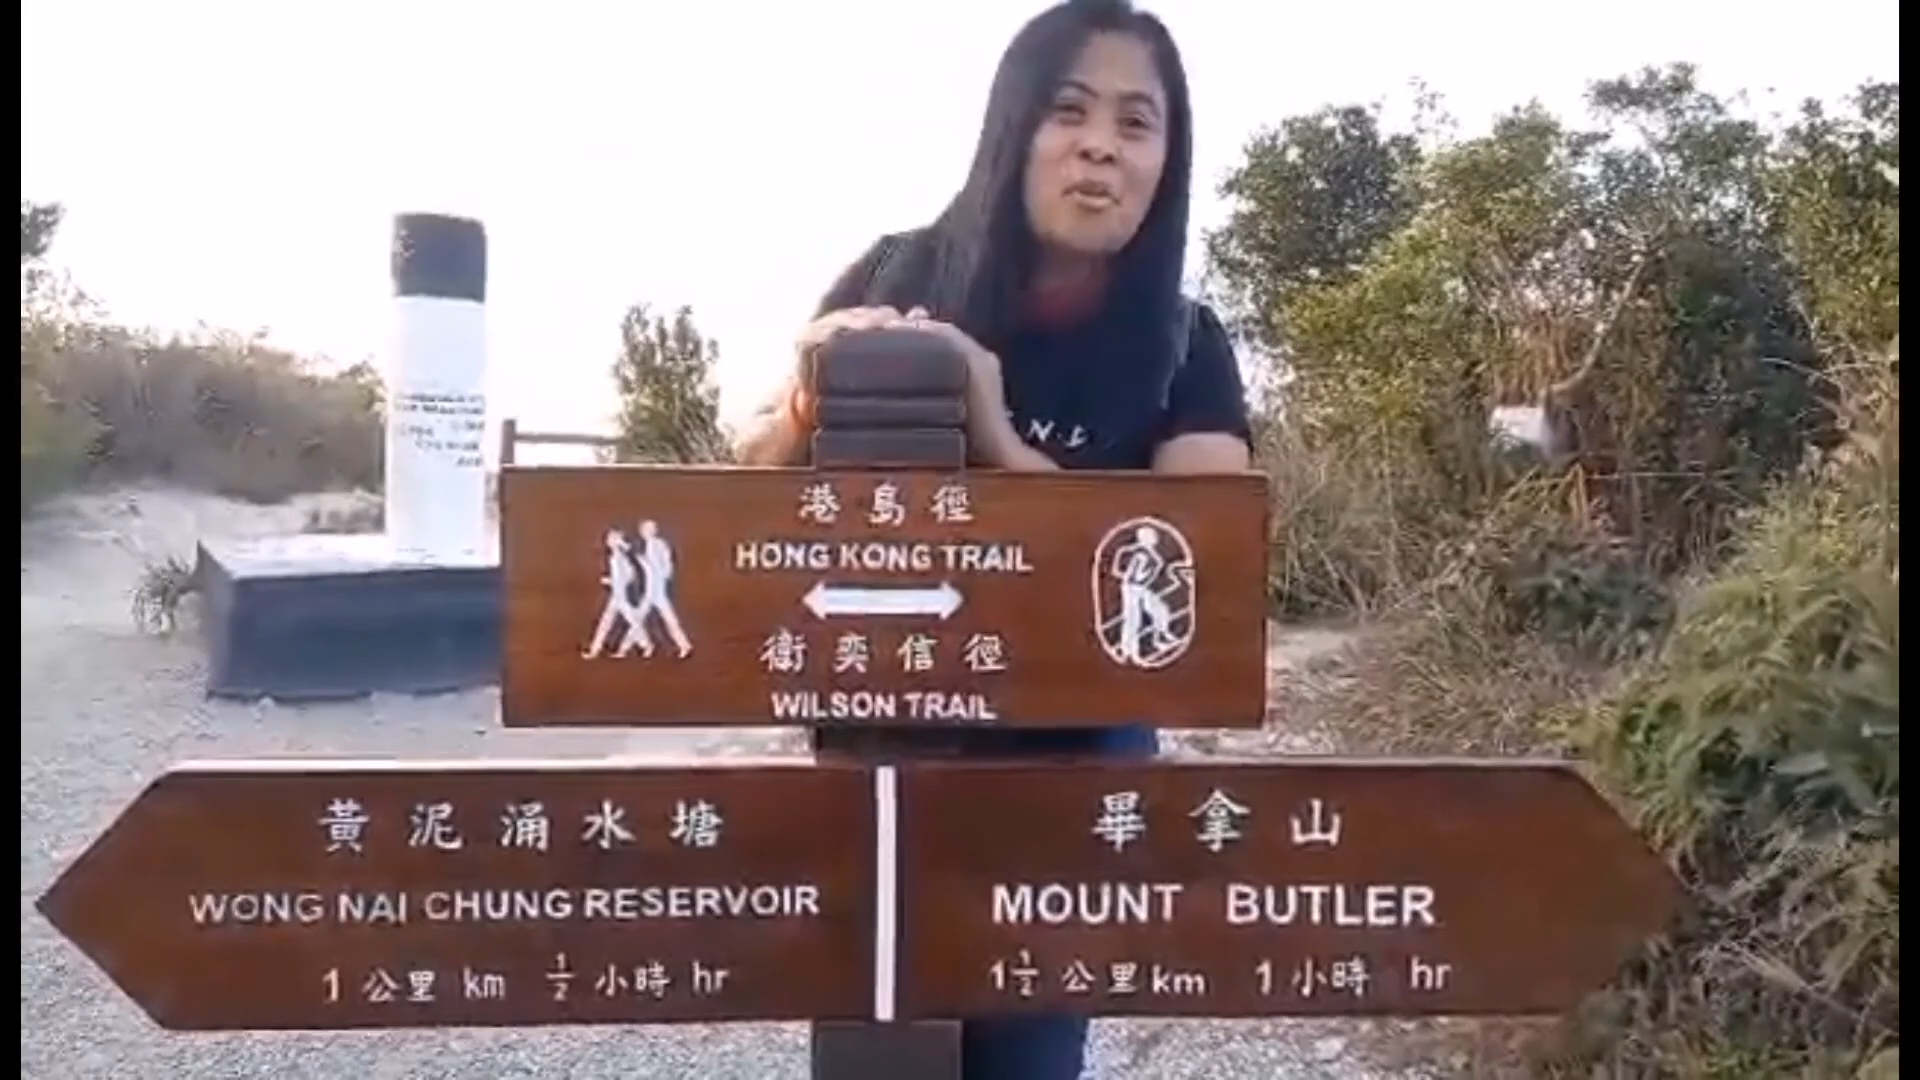 港島徑
HONG KONG TRAIL
衛奕信徑
WILSON TRAIL
黃泥涌水塘
WONG NAI CHUNG RESERVOIR
1 公里 km ½ 小時 hr
畢拿山
MOUNT BUTLER
1½ 公里 km 1 小時 hr